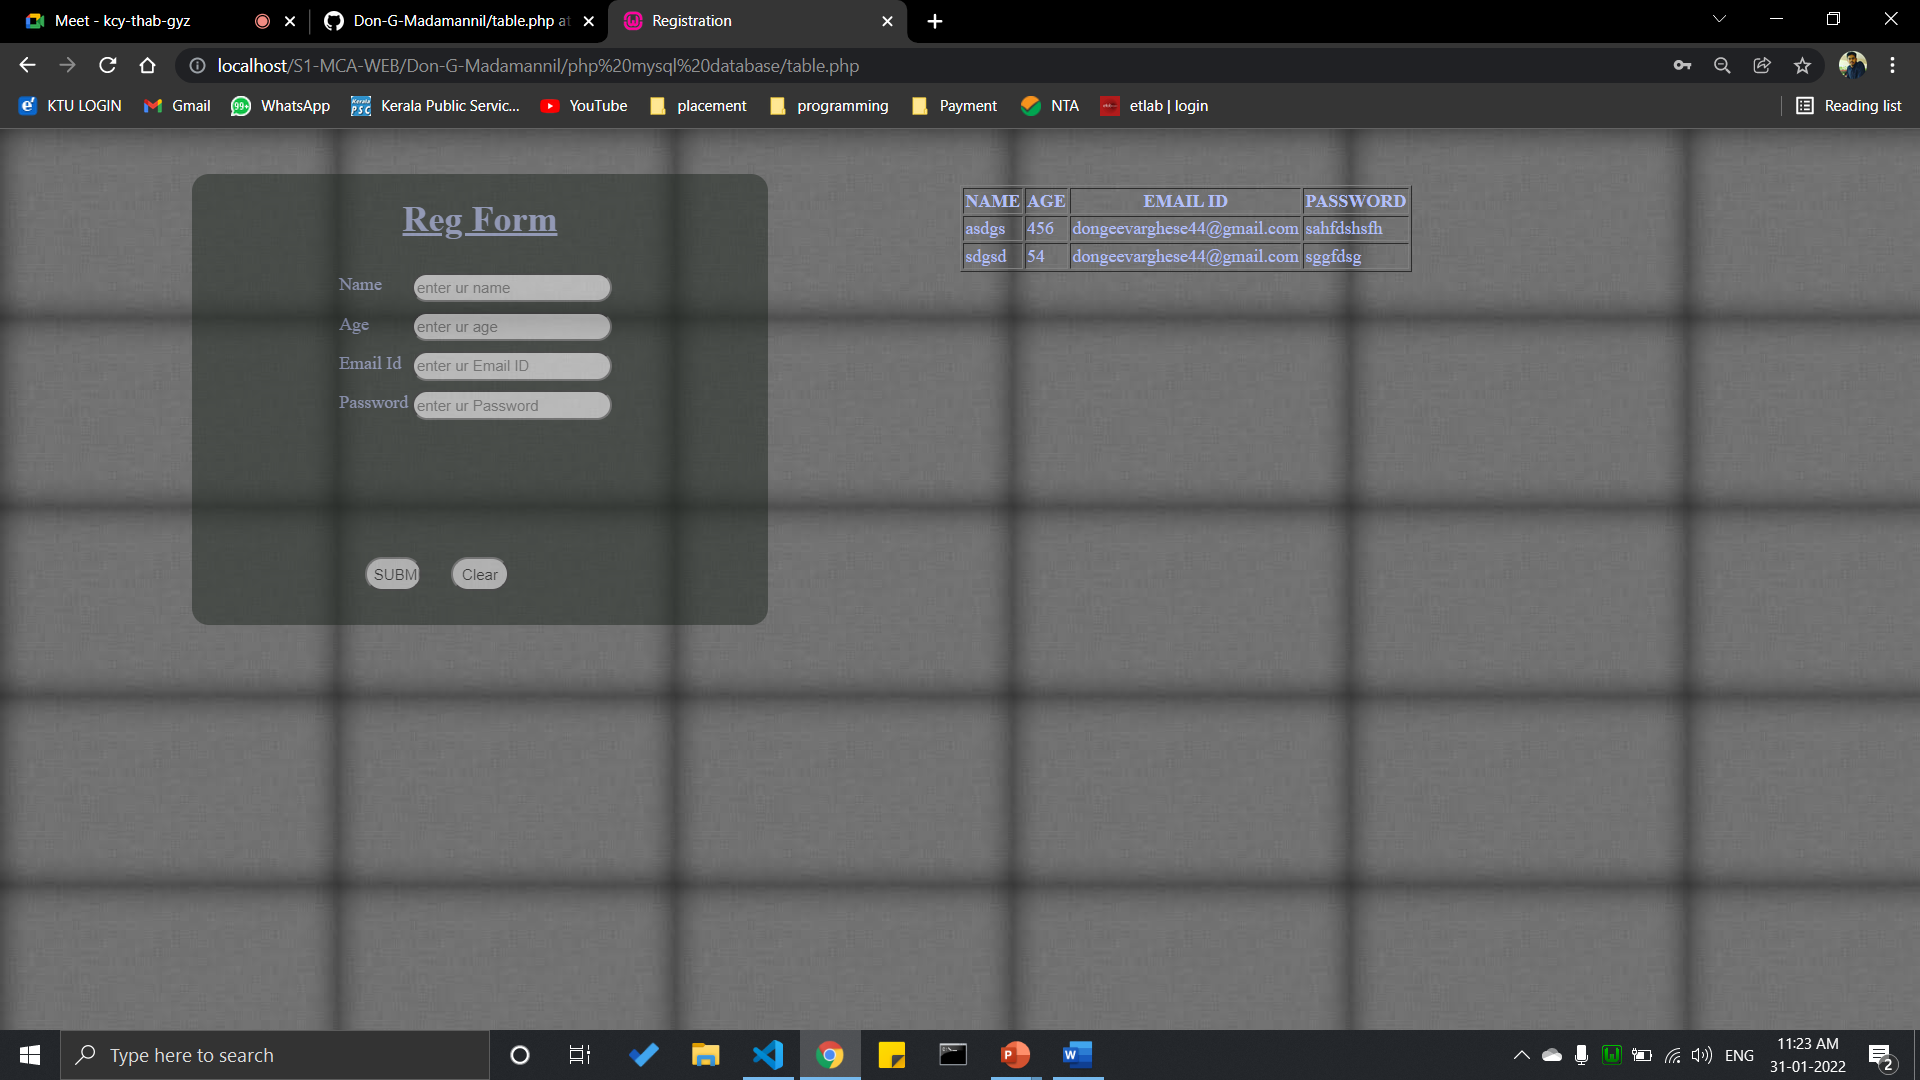 Meet - kcy-thab-gyz
Don-G-Madamannil/table.php at
Registration
localhost/S1-MCA-WEB/Don-G-Madamannil/php%20mysql%20database/table.php
KTU LOGIN
Gmail
99+
WhatsApp
Kerala PSC
Kerala Public Servic...
YouTube
placement
programming
Payment
NTA
etlab | login
Reading list
Reg Form
Name
enter ur name
Age
enter ur age
Email Id
enter ur Email ID
Password
enter ur Password
SUBM
Clear
NAME AGE EMAIL ID PASSWORD
asdgs 456 dongeevarghese44@gmail.com sahfdshsfh
sdgsd 54 dongeevarghese44@gmail.com sggfdsg
Type here to search
ENG
11:23 AM
31-01-2022
2